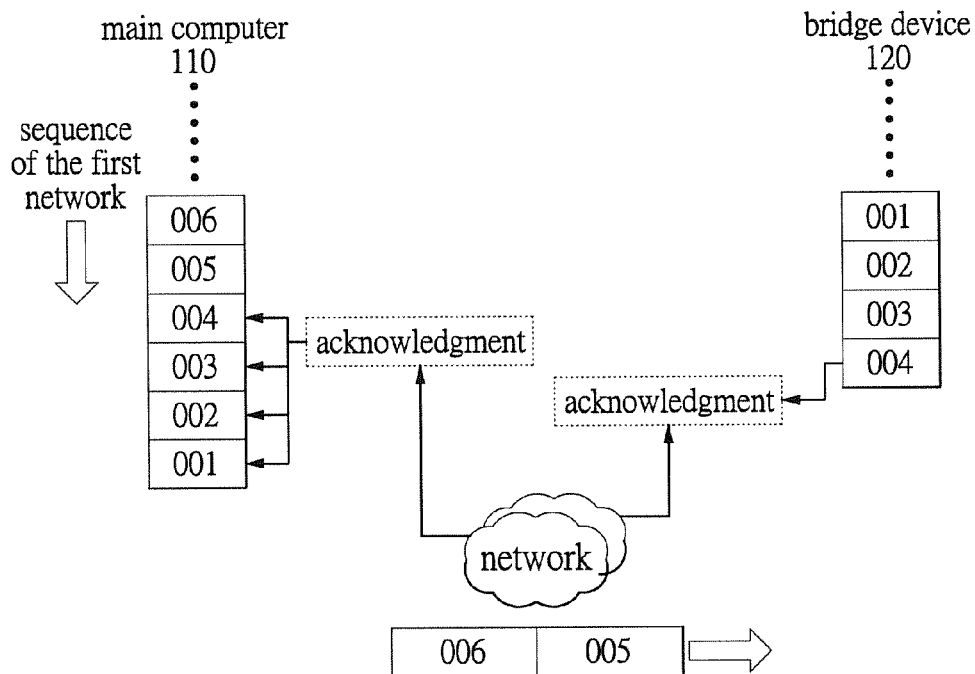 main computer
110
bridge device
120
sequence
of the first
network
006
005
004
003
002
001
001
002
003
004
acknowledgment
acknowledgment
network
006
005